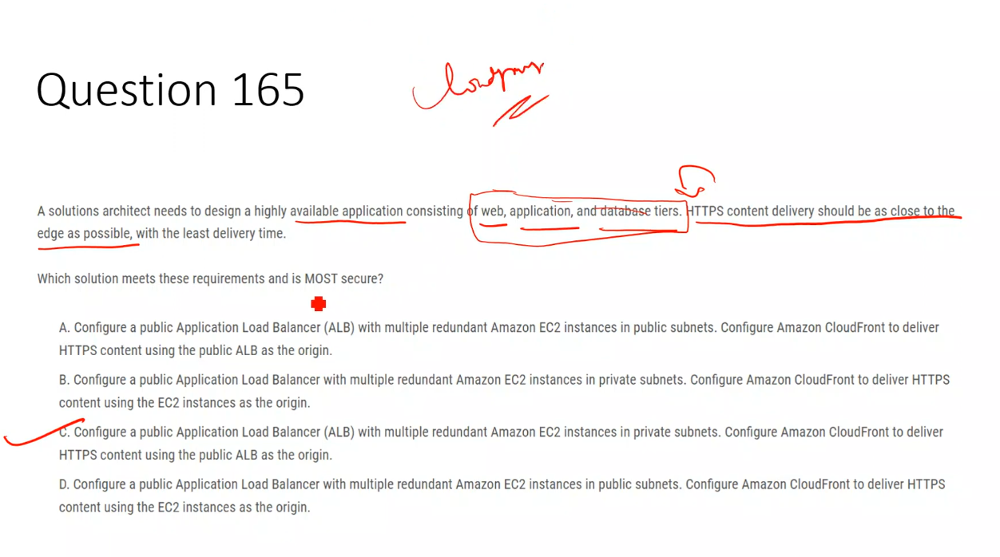 Question 165
A solutions architect needs to design a highly available application consisting of web, application, and database tiers. HTTPS content delivery should be as close to the
edge as possible, with the least delivery time.
Which solution meets these requirements and is MOST secure?
A. Configure a public Application Load Balancer (ALB) with multiple redundant Amazon EC2 instances in public subnets. Configure Amazon CloudFront to deliver
HTTPS content using the public ALB as the origin.
B. Configure a public Application Load Balancer with multiple redundant Amazon EC2 instances in private subnets. Configure Amazon CloudFront to deliver HTTPS
content using the EC2 instances as the origin.
C. Configure a public Application Load Balancer (ALB) with multiple redundant Amazon EC2 instances in private subnets. Configure Amazon CloudFront to deliver
HTTPS content using the public ALB as the origin.
D. Configure a public Application Load Balancer with multiple redundant Amazon EC2 instances in public subnets. Configure Amazon CloudFront to deliver HTTPS
content using the EC2 instances as the origin.